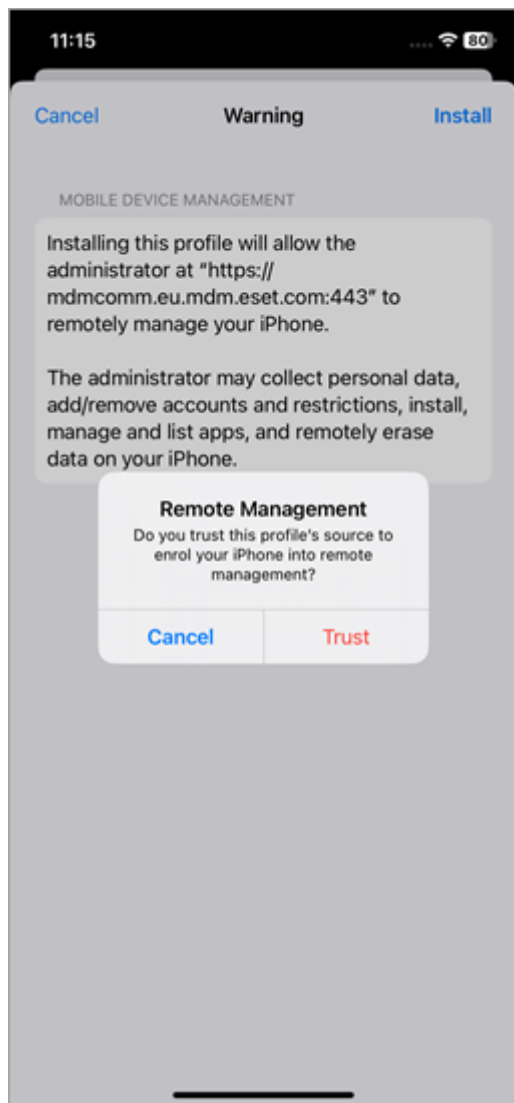 11:15
80
Cancel Warning Install
MOBILE DEVICE MANAGEMENT
Installing this profile will allow the
administrator at “https://
mdmcomm.eu.mdm.eset.com:443” to
remotely manage your iPhone.
The administrator may collect personal data,
add/remove accounts and restrictions, install,
manage and list apps, and remotely erase
data on your iPhone.
Remote Management
Do you trust this profile's source to
enrol your iPhone into remote
management?
Cancel Trust